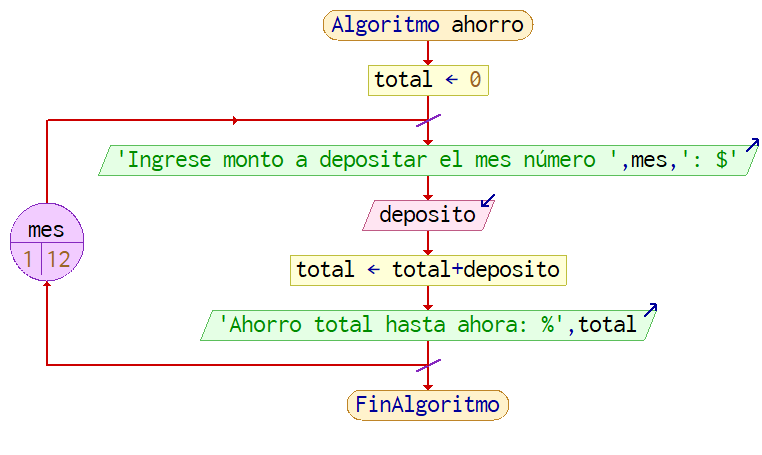 Algoritmo ahorro
total ← 0
'Ingrese monto a depositar el mes número ',mes,': $'
deposito
mes
1 12
total ← total+deposito
'Ahorro total hasta ahora: %',total
FinAlgoritmo